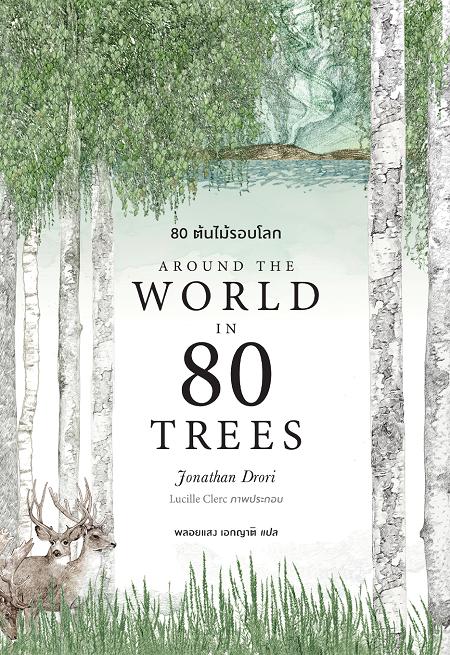 80 ต้นไม้รอบโลก
AROUND THE
WORLD
IN
80
TREES
Jonathan Drori
Lucille Clerc ภาพประกอบ
พลอยแสง เอกญาติ แปล